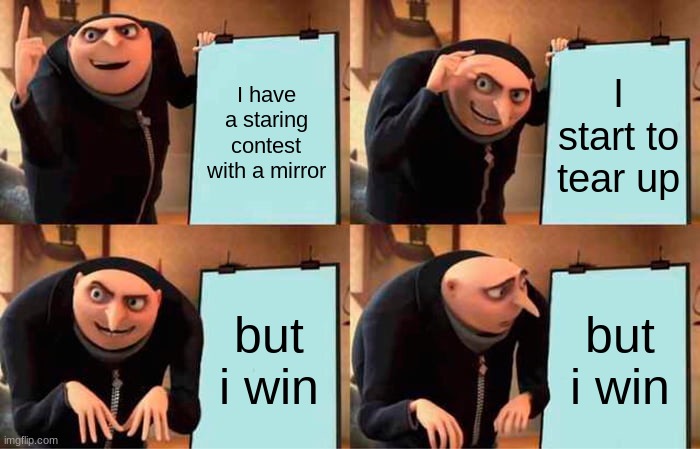 I have
a staring
contest
with a mirror
I
start to
tear up
but
i win
but
i win
imgflip.com